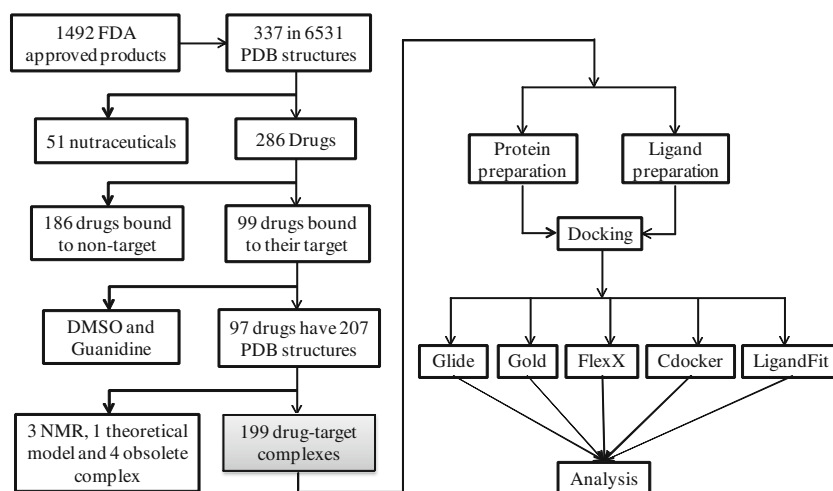 1492 FDA
approved products
337 in 6531
PDB structures
51 nutraceuticals
286 Drugs
186 drugs bound
to non-target
99 drugs bound
to their target
DMSO and
Guanidine
97 drugs have 207
PDB structures
3 NMR, 1 theoretical
model and 4 obsolete
complex
199 drug-target
complexes
Protein
preparation
Ligand
preparation
Docking
Glide
Gold
FlexX
Cdocker
LigandFit
Analysis